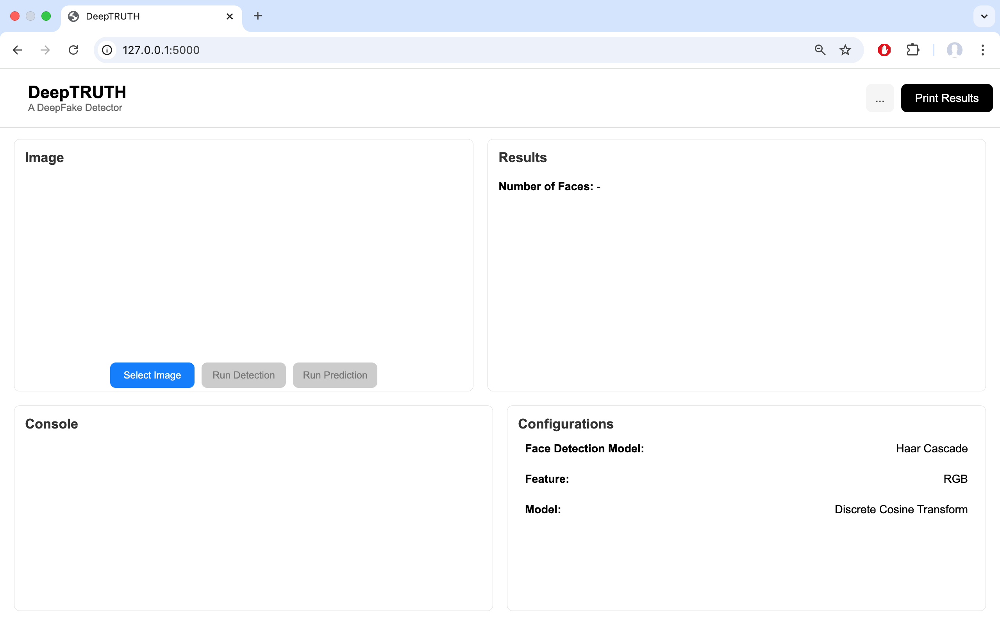 DeepTRUTH
127.0.0.1:5000
DeepTRUTH
A DeepFake Detector
...
Print Results
Image
Select Image
Run Detection
Run Prediction
Results
Number of Faces: -
Console
Configurations
Face Detection Model: Haar Cascade
Feature: RGB
Model: Discrete Cosine Transform